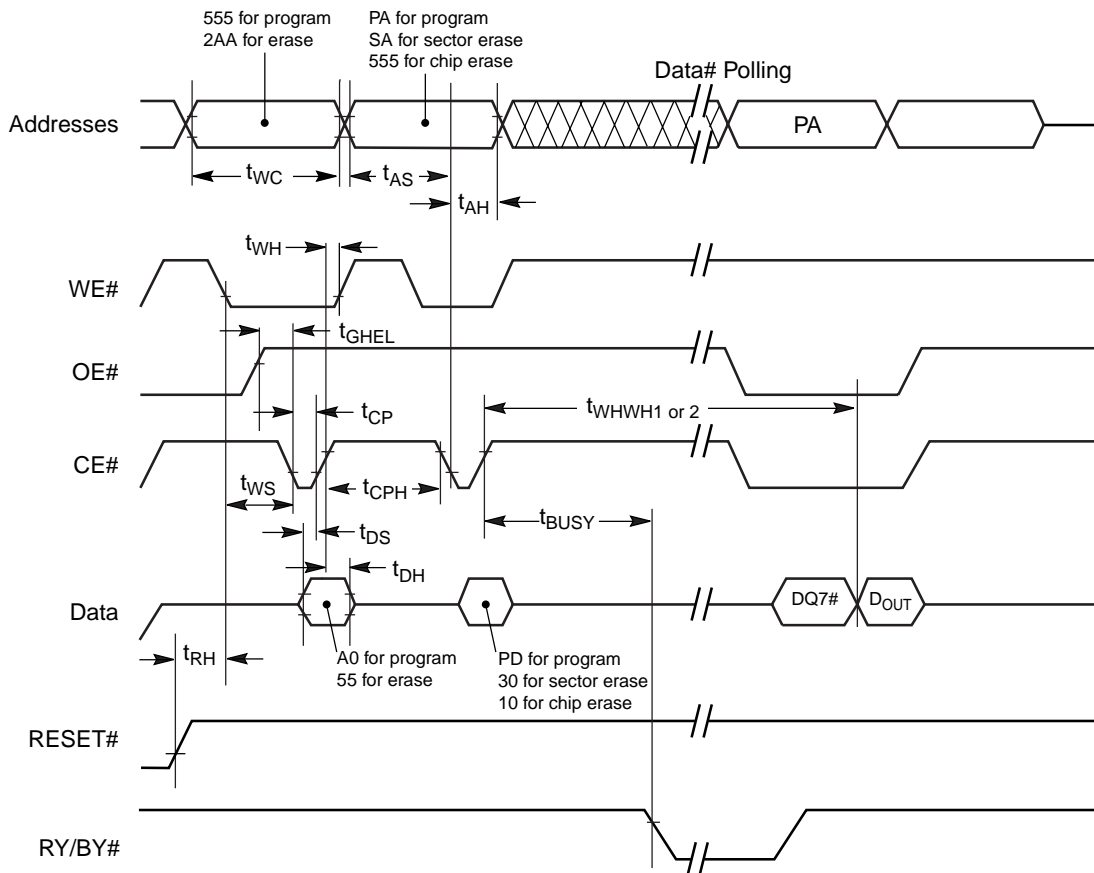 555 for program
2AA for erase
PA for program
SA for sector erase
555 for chip erase
Data# Polling
Addresses
PA
tWC
tAS
tAH
tWH
WE#
tGHEL
OE#
tWHWH1 or 2
tCP
CE#
tWS
tCPH
tBUSY
tDS
tDH
Data
DQ7#
DOUT
tRH
A0 for program
55 for erase
PD for program
30 for sector erase
10 for chip erase
RESET#
RY/BY#